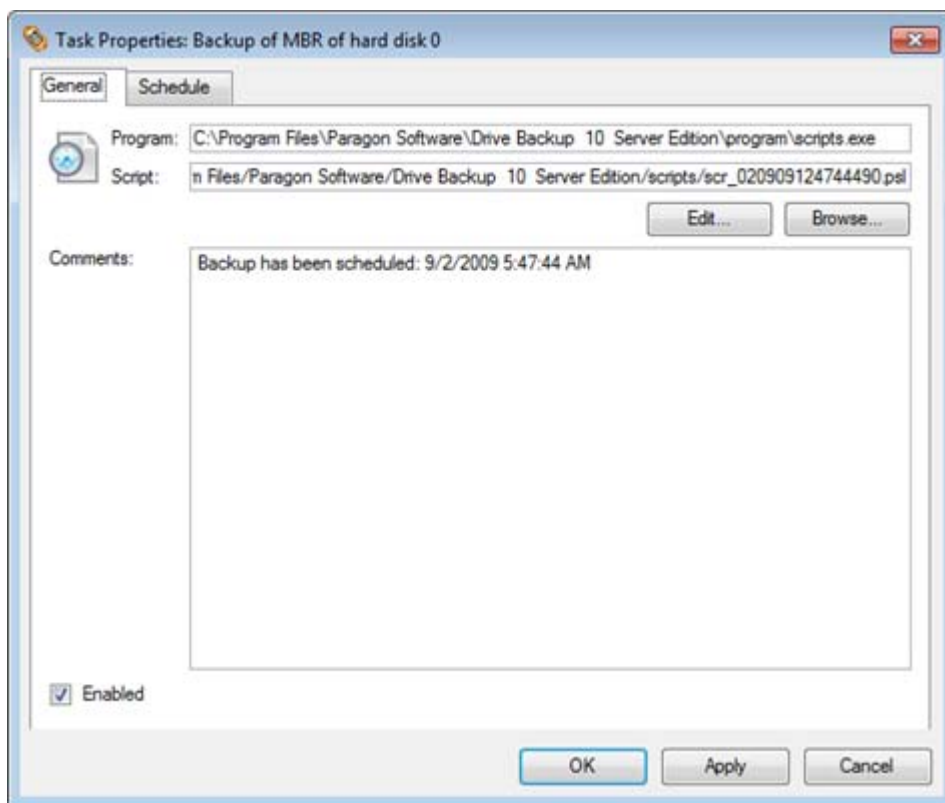 Task Properties: Backup of MBR of hard disk 0
General Schedule
Program: C:\Program Files\Paragon Software\Drive Backup 10 Server Edition\program\scripts.exe
Script: n Files/Paragon Software/Drive Backup 10 Server Edition/scripts/scr_020909124744490.psl
Edit... Browse...
Comments: Backup has been scheduled: 9/2/2009 5:47:44 AM
Enabled
OK Apply Cancel